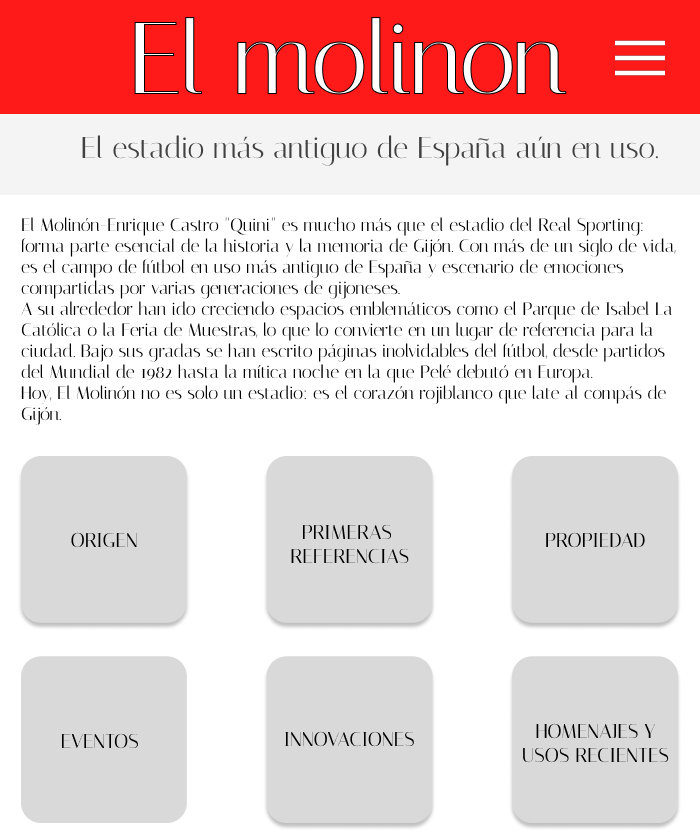 El molinon
El estadio más antiguo de España aún en uso.
El Molinón-Enrique Castro "Quini" es mucho más que el estadio del Real Sporting:
forma parte esencial de la historia y la memoria de Gijón. Con más de un siglo de vida,
es el campo de fútbol en uso más antiguo de España y escenario de emociones
compartidas por varias generaciones de gijoneses.
A su alrededor han ido creciendo espacios emblemáticos como el Parque de Isabel La
Católica o la Feria de Muestras, lo que lo convierte en un lugar de referencia para la
ciudad. Bajo sus gradas se han escrito páginas inolvidables del fútbol, desde partidos
del Mundial de 1982 hasta la mítica noche en la que Pelé debutó en Europa.
Hoy, El Molinón no es solo un estadio: es el corazón rojiblanco que late al compás de
Gijón.
ORIGEN
PRIMERAS
REFERENCIAS
PROPIEDAD
EVENTOS
INNOVACIONES
HOMENAJES Y
USOS RECIENTES